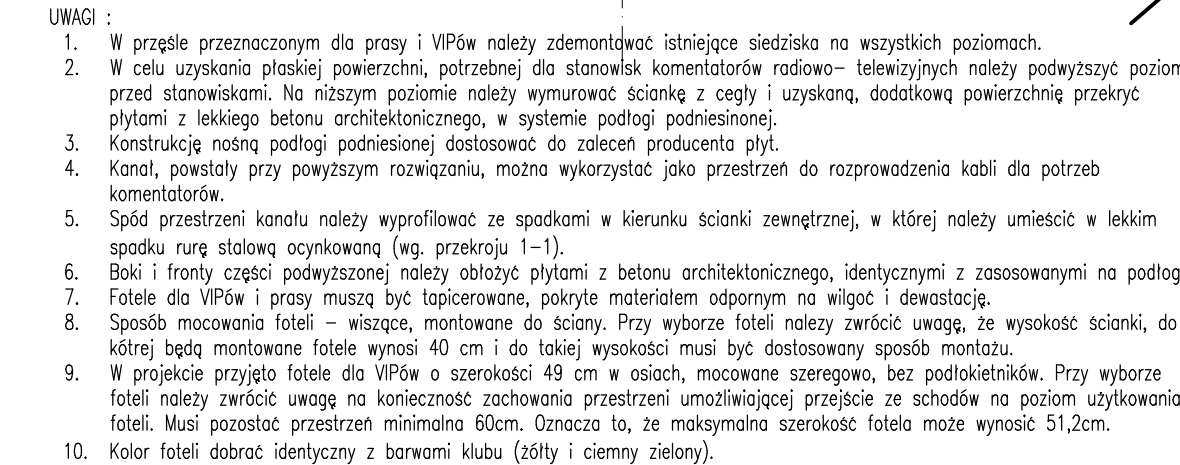 UWAGI :
1. W przęśle przeznaczonym dla prasy i VIPów należy zdemontować istniejące siedziska na wszystkich poziomach.
2. W celu uzyskania płaskiej powierzchni, potrzebnej dla stanowisk komentatorów radiowo- telewizyjnych należy podwyższyć poziom
przed stanowiskami. Na niższym poziomie należy wymurować ściankę z cegły i uzyskaną, dodatkową powierzchnię przekryć
płytami z lekkiego betonu architektonicznego, w systemie podłogi podniesinonej.
3. Konstrukcję nośną podłogi podniesionej dostosować do zaleceń producenta płyt.
4. Kanał, powstały przy powyższym rozwiązaniu, można wykorzystać jako przestrzeń do rozprowadzenia kabli dla potrzeb
komentatorów.
5. Spód przestrzeni kanału należy wyprofilować ze spadkami w kierunku ścianki zewnętrznej, w której należy umieścić w lekkim
spadku rurę stalową ocynkowaną (wg. przekroju 1-1).
6. Boki i fronty części podwyższonej należy obłożyć płytami z betonu architektonicznego, identycznymi z zasosowanymi na podłog
7. Fotele dla VIPów i prasy muszą być tapicerowane, pokryte materiałem odpornym na wilgoć i dewastację.
8. Sposób mocowania foteli - wiszące, montowane do ściany. Przy wyborze foteli nalezy zwrócić uwagę, że wysokość ścianki, do
kótrej będą montowane fotele wynosi 40 cm i do takiej wysokości musi być dostosowany sposób montażu.
9. W projekcie przyjęto fotele dla VIPów o szerokości 49 cm w osiach, mocowane szeregowo, bez podłokietników. Przy wyborze
foteli należy zwrócić uwagę na konieczność zachowania przestrzeni umożliwiającej przejście ze schodów na poziom użytkowania
foteli. Musi pozostać przestrzeń minimalna 60cm. Oznacza to, że maksymalna szerokość fotela może wynosić 51,2cm.
10. Kolor foteli dobrać identyczny z barwami klubu (żółty i ciemny zielony).